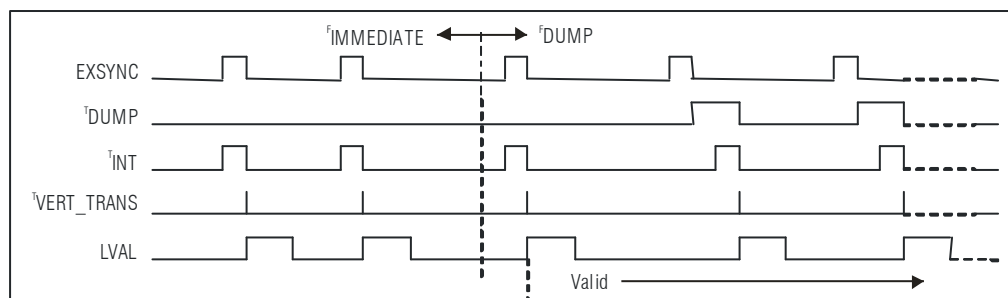 FIMMEDIATE FDUMP
EXSYNC
TDUMP
TINT
TVERT_TRANS
LVAL
Valid